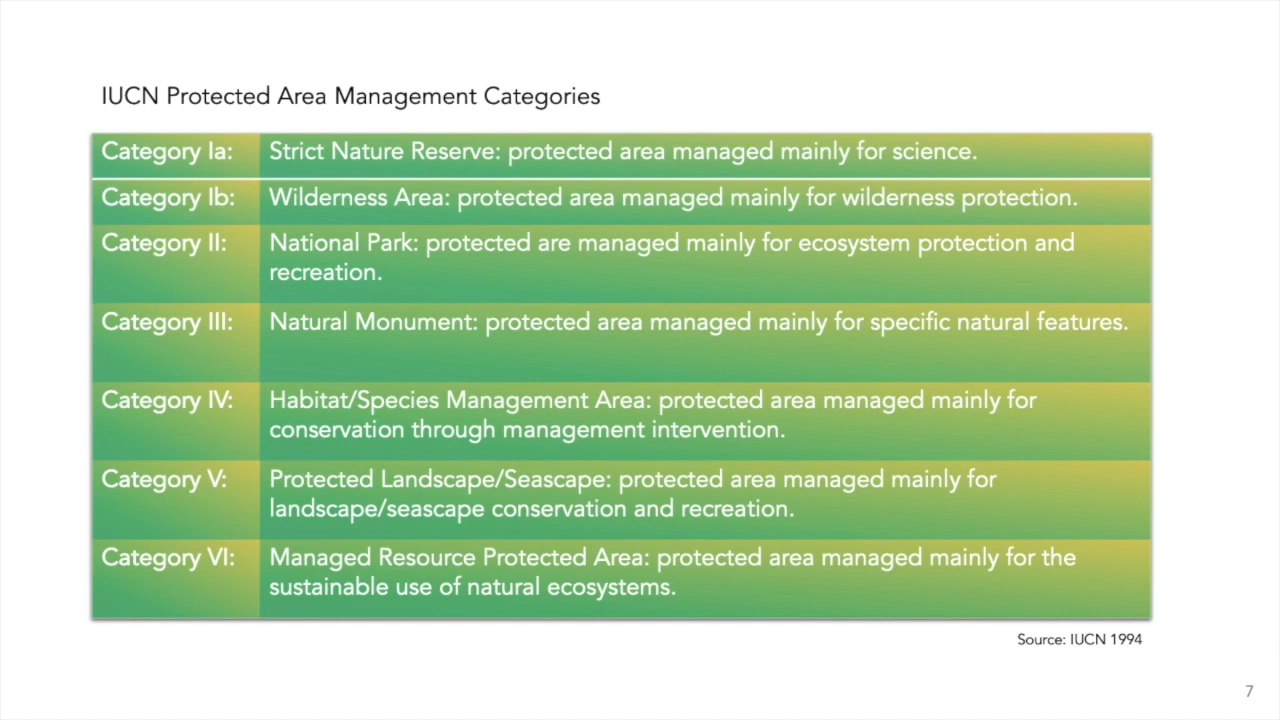 IUCN Protected Area Management Categories
Category Ia: Strict Nature Reserve: protected area managed mainly for science.
Category Ib: Wilderness Area: protected area managed mainly for wilderness protection.
Category II: National Park: protected are managed mainly for ecosystem protection and
recreation.
Category III: Natural Monument: protected area managed mainly for specific natural features.
Category IV: Habitat/Species Management Area: protected area managed mainly for
conservation through management intervention.
Category V: Protected Landscape/Seascape: protected area managed mainly for
landscape/seascape conservation and recreation.
Category VI: Managed Resource Protected Area: protected area managed mainly for the
sustainable use of natural ecosystems.
Source: IUCN 1994
7